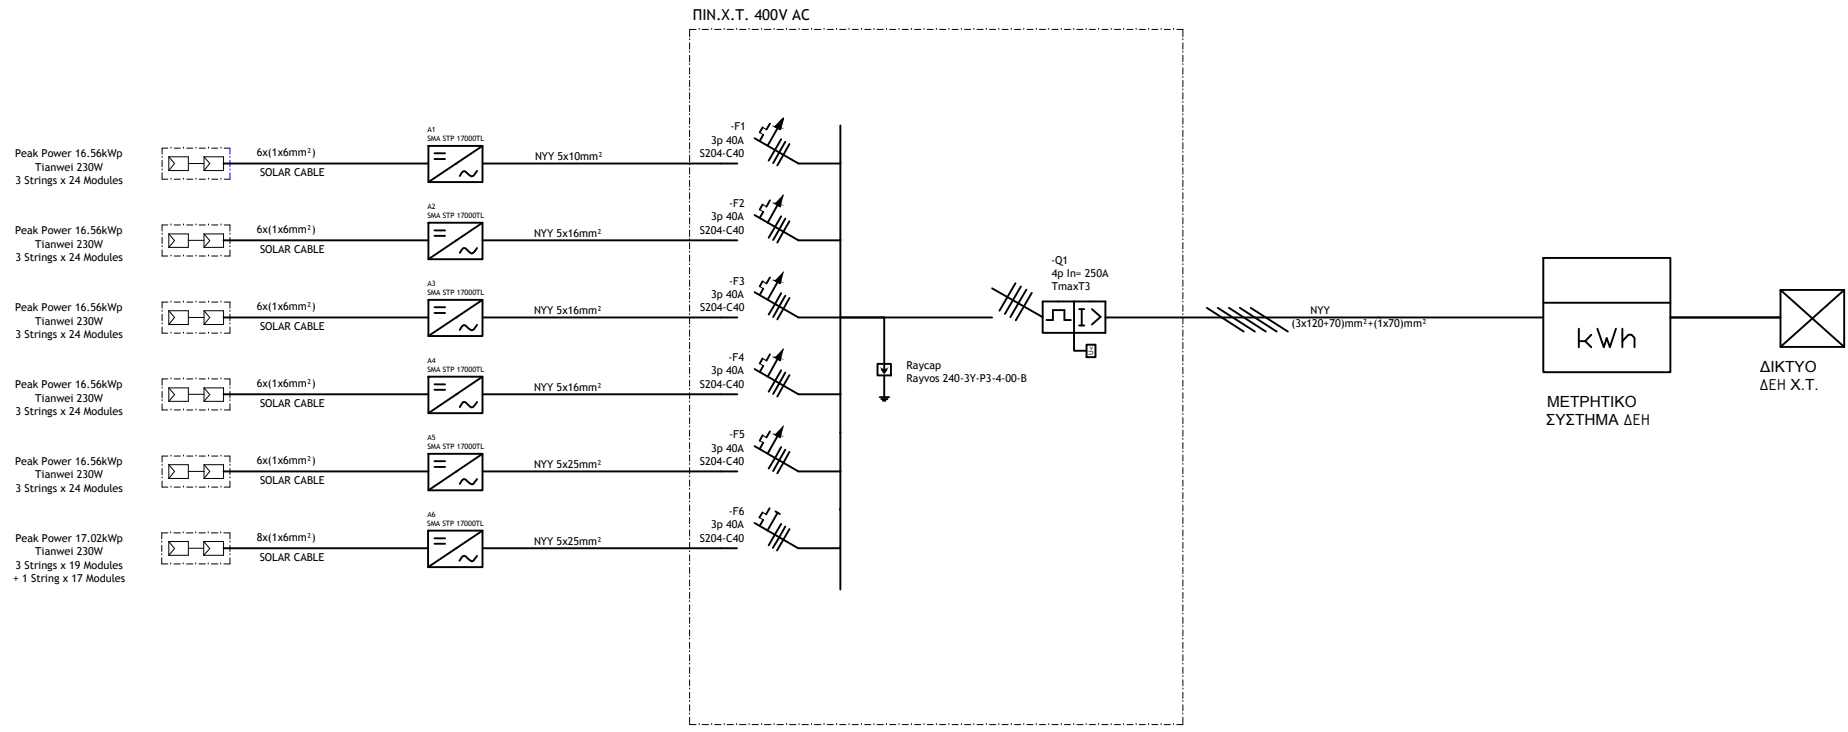 ΠΙΝ.Χ.Τ. 400V AC
Peak Power 16.56kWp
Tianwei 230W
3 Strings x 24 Modules
6x(1x6mm²)
SOLAR CABLE
A1
SMA STP 17000TL
NYY 5x10mm²
-F1
3p 40A
S204-C40
Peak Power 16.56kWp
Tianwei 230W
3 Strings x 24 Modules
6x(1x6mm²)
SOLAR CABLE
A2
SMA STP 17000TL
NYY 5x16mm²
-F2
3p 40A
S204-C40
Peak Power 16.56kWp
Tianwei 230W
3 Strings x 24 Modules
6x(1x6mm²)
SOLAR CABLE
A3
SMA STP 17000TL
NYY 5x16mm²
-F3
3p 40A
S204-C40
Peak Power 16.56kWp
Tianwei 230W
3 Strings x 24 Modules
6x(1x6mm²)
SOLAR CABLE
A4
SMA STP 17000TL
NYY 5x16mm²
-F4
3p 40A
S204-C40
Peak Power 16.56kWp
Tianwei 230W
3 Strings x 24 Modules
6x(1x6mm²)
SOLAR CABLE
A5
SMA STP 17000TL
NYY 5x25mm²
-F5
3p 40A
S204-C40
Peak Power 17.02kWp
Tianwei 230W
3 Strings x 19 Modules
+ 1 String x 17 Modules
8x(1x6mm²)
SOLAR CABLE
A6
SMA STP 17000TL
NYY 5x25mm²
-F6
3p 40A
S204-C40
Raycap
Rayvos 240-3Y-P3-4-00-B
-Q1
4p In= 250A
TmaxT3
I >
NYY
(3x120+70)mm²+(1x70)mm²
kWh
ΜΕΤΡΗΤΙΚΟ
ΣΥΣΤΗΜΑ ΔΕΗ
ΔΙΚΤΥΟ
ΔΕΗ Χ.Τ.